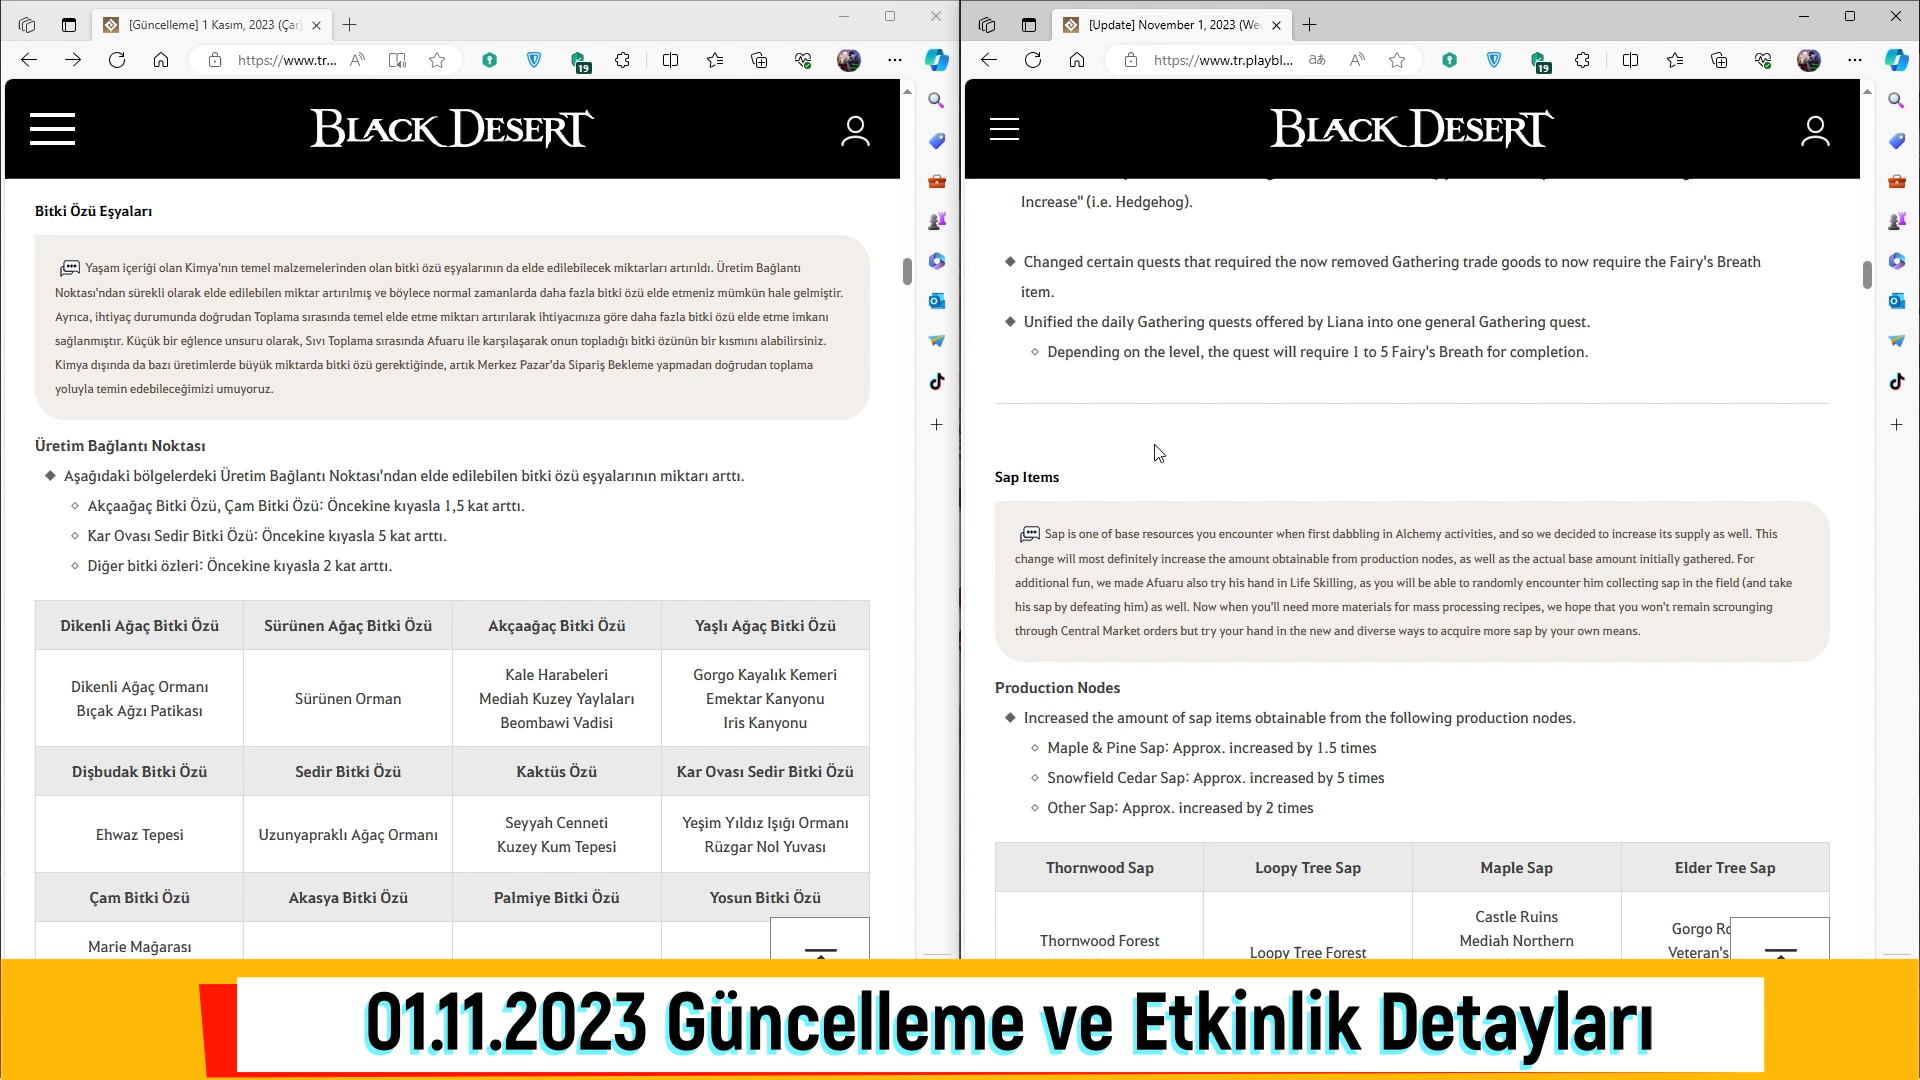 [Güncelleme] 1 Kasım, 2023 (Çar
https://www.tr...
19
BLACK DESERT
Bitki Özü Eşyaları
Yaşam içeriği olan Kimya'nın temel malzemelerinden olan bitki özü eşyalarının da elde edilebilecek miktarları artırıldı. Üretim Bağlantı
Noktası'ndan sürekli olarak elde edilebilen miktar artırılmış ve böylece normal zamanlarda daha fazla bitki özü elde etmeniz mümkün hale gelmiştir.
Ayrıca, ihtiyaç durumunda doğrudan Toplama sırasında temel elde etme miktarı artırılarak ihtiyacınıza göre daha fazla bitki özü elde etme imkanı
sağlanmıştır. Küçük bir eğlence unsuru olarak, Sıvı Toplama sırasında Afuaru ile karşılaşarak onun topladığı bitki özünün bir kısmını alabilirsiniz.
Kimya dışında da bazı üretimlerde büyük miktarda bitki özü gerektiğinde, artık Merkez Pazar'da Sipariş Bekleme yapmadan doğrudan toplama
yoluyla temin edebileceğimizi umuyoruz.
Üretim Bağlantı Noktası
Aşağıdaki bölgelerdeki Üretim Bağlantı Noktası'ndan elde edilebilen bitki özü eşyalarının miktarı arttı.
Akçaağaç Bitki Özü, Çam Bitki Özü: Öncekine kıyasla 1,5 kat arttı.
Kar Ovası Sedir Bitki Özü: Öncekine kıyasla 5 kat arttı.
Diğer bitki özleri: Öncekine kıyasla 2 kat arttı.
Dikenli Ağaç Bitki Özü Sürünen Ağaç Bitki Özü Akçaağaç Bitki Özü Yaşlı Ağaç Bitki Özü
Dikenli Ağaç Ormanı
Bıçak Ağzı Patikası
Sürünen Orman
Kale Harabeleri
Mediah Kuzey Yaylaları
Beombawi Vadisi
Gorgo Kayalık Kemeri
Emektar Kanyonu
Iris Kanyonu
Dişbudak Bitki Özü Sedir Bitki Özü Kaktüs Özü Kar Ovası Sedir Bitki Özü
Ehwaz Tepesi
Uzunyapraklı Ağaç Ormanı
Seyyah Cenneti
Kuzey Kum Tepesi
Yeşim Yıldız Işığı Ormanı
Rüzgar Nol Yuvası
Çam Bitki Özü Akasya Bitki Özü Palmiye Bitki Özü Yosun Bitki Özü
Marie Mağarası
[Update] November 1, 2023 (We
https://www.tr.playbl...
aあ
19
BLACK DESERT
Increase" (i.e. Hedgehog).
Changed certain quests that required the now removed Gathering trade goods to now require the Fairy's Breath
item.
Unified the daily Gathering quests offered by Liana into one general Gathering quest.
Depending on the level, the quest will require 1 to 5 Fairy's Breath for completion.
Sap Items
Sap is one of base resources you encounter when first dabbling in Alchemy activities, and so we decided to increase its supply as well. This
change will most definitely increase the amount obtainable from production nodes, as well as the actual base amount initially gathered. For
additional fun, we made Afuaru also try his hand in Life Skilling, as you will be able to randomly encounter him collecting sap in the field (and take
his sap by defeating him) as well. Now when you'll need more materials for mass processing recipes, we hope that you won't remain scrounging
through Central Market orders but try your hand in the new and diverse ways to acquire more sap by your own means.
Production Nodes
Increased the amount of sap items obtainable from the following production nodes.
Maple & Pine Sap: Approx. increased by 1.5 times
Snowfield Cedar Sap: Approx. increased by 5 times
Other Sap: Approx. increased by 2 times
Thornwood Sap Loopy Tree Sap Maple Sap Elder Tree Sap
Thornwood Forest
Loopy Tree Forest
Castle Ruins
Mediah Northern
Gorgo Ro
Veteran's
01.11.2023 Güncelleme ve Etkinlik Detayları